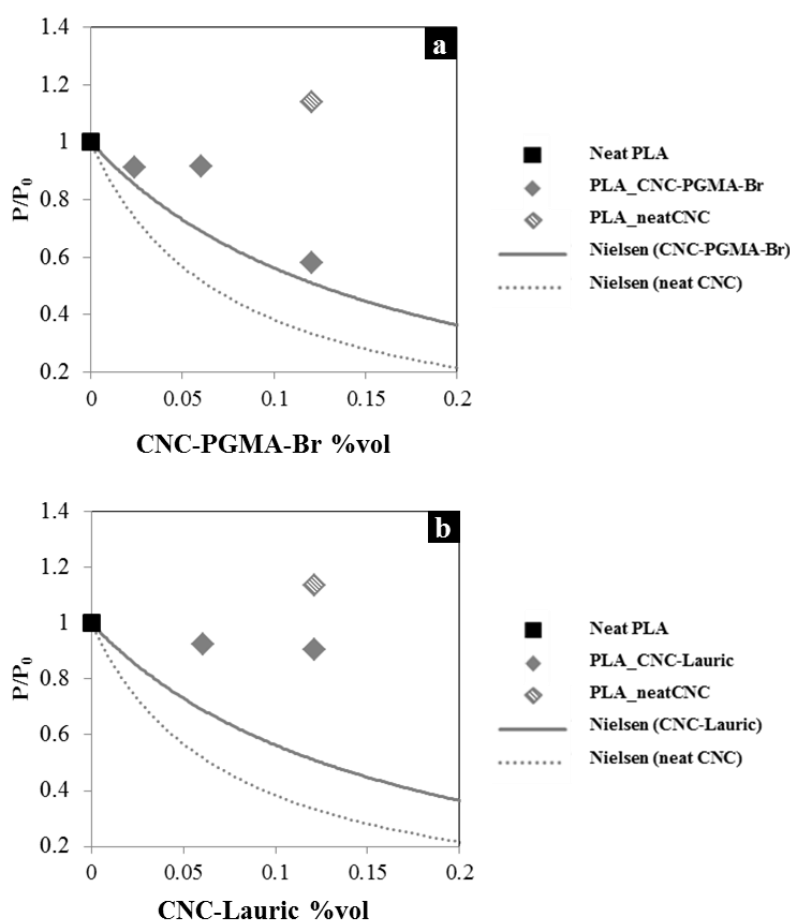 a
1.4
1.2
1
0.8
0.6
0.4
0.2
P/P₀
0 0.05 0.1 0.15 0.2
CNC-PGMA-Br %vol
Neat PLA
PLA_CNC-PGMA-Br
PLA_neatCNC
Nielsen (CNC-PGMA-Br)
Nielsen (neat CNC)
b
1.4
1.2
1
0.8
0.6
0.4
0.2
P/P₀
0 0.05 0.1 0.15 0.2
CNC-Lauric %vol
Neat PLA
PLA_CNC-Lauric
PLA_neatCNC
Nielsen (CNC-Lauric)
Nielsen (neat CNC)